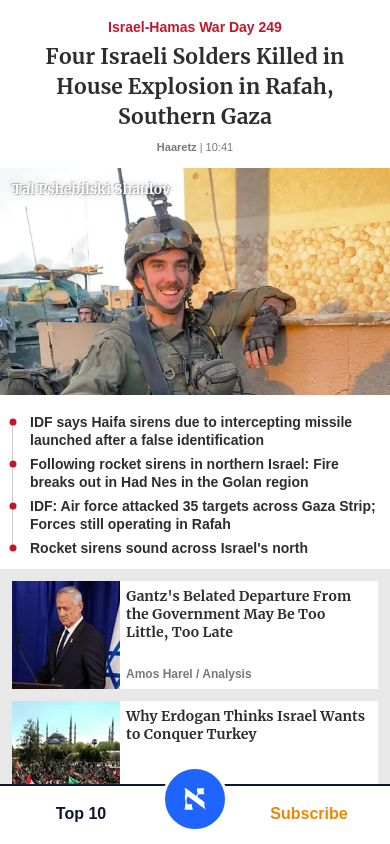 Israel-Hamas War Day 249
Four Israeli Solders Killed in
House Explosion in Rafah,
Southern Gaza
Haaretz | 10:41
Tal Pshebilski Shaulov
IDF says Haifa sirens due to intercepting missile
launched after a false identification
Following rocket sirens in northern Israel: Fire
breaks out in Had Nes in the Golan region
IDF: Air force attacked 35 targets across Gaza Strip;
Forces still operating in Rafah
Rocket sirens sound across Israel's north
Gantz's Belated Departure From
the Government May Be Too
Little, Too Late
Amos Harel / Analysis
Why Erdogan Thinks Israel Wants
to Conquer Turkey
Top 10
א
Subscribe